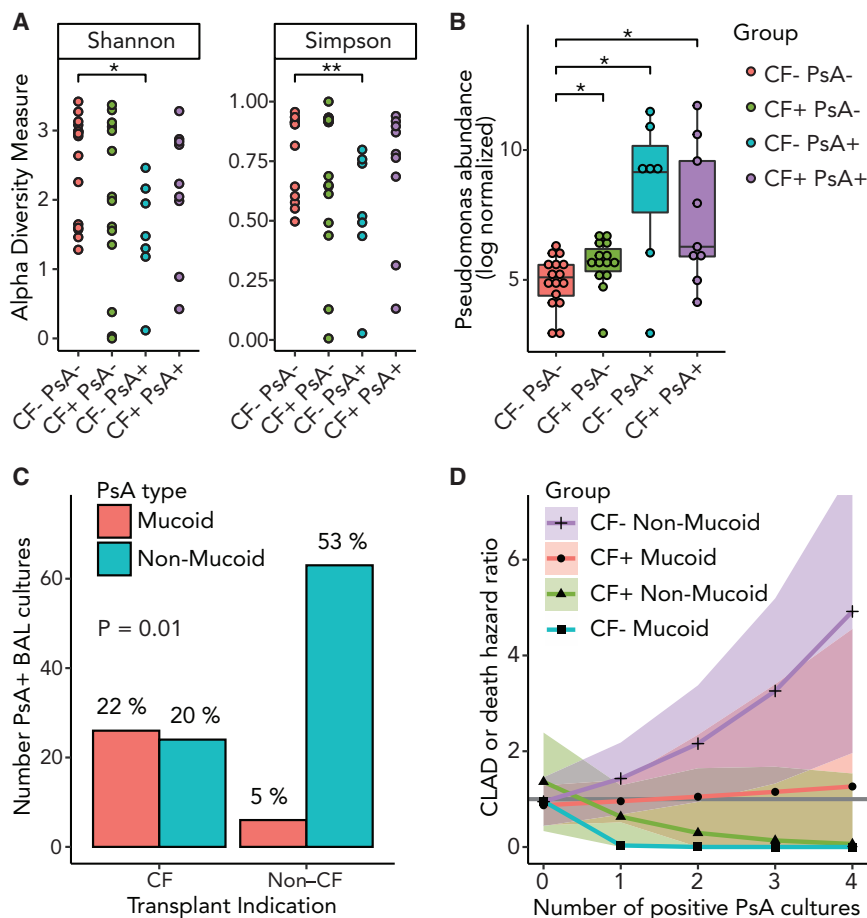 A
Shannon
Simpson
*
**
Alpha Diversity Measure
3
2
1
0
1.00
0.75
0.50
0.25
0.00
CF- PsA-
CF+ PsA-
CF- PsA+
CF+ PsA+
CF- PsA-
CF+ PsA-
CF- PsA+
CF+ PsA+
B
*
*
*
Pseudomonas abundance
(log normalized)
10
5
CF- PsA-
CF+ PsA-
CF- PsA+
CF+ PsA+
Group
CF- PsA-
CF+ PsA-
CF- PsA+
CF+ PsA+
C
PsA type
Mucoid
Non-Mucoid
P = 0.01
22 %
20 %
5 %
53 %
Number PsA+ BAL cultures
60
40
20
0
CF
Non–CF
Transplant Indication
D
Group
CF- Non-Mucoid
CF+ Mucoid
CF+ Non-Mucoid
CF- Mucoid
CLAD or death hazard ratio
6
4
2
0
0 1 2 3 4
Number of positive PsA cultures